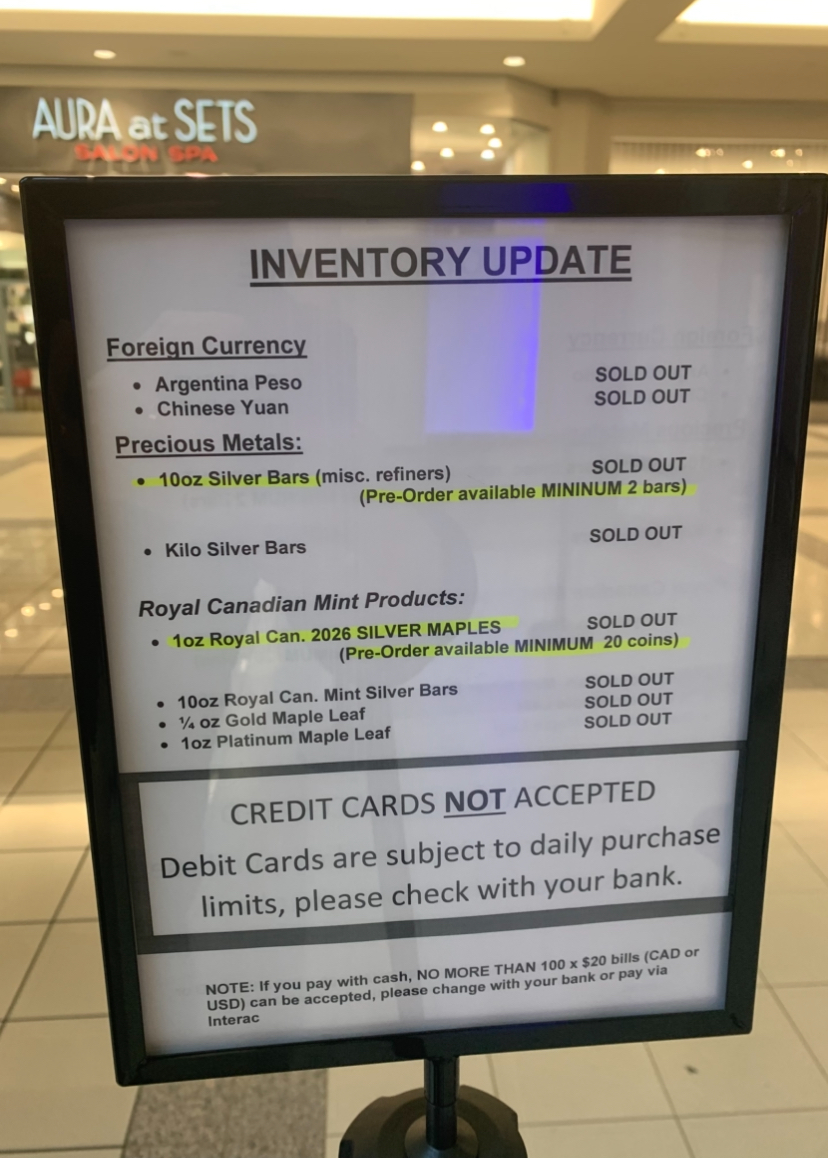 AURA at SETS
SALON SPA
INVENTORY UPDATE
Foreign Currency
• Argentina Peso SOLD OUT
• Chinese Yuan SOLD OUT
Precious Metals:
• 10oz Silver Bars (misc. refiners) SOLD OUT
(Pre-Order available MININUM 2 bars)
• Kilo Silver Bars SOLD OUT
Royal Canadian Mint Products:
• 1oz Royal Can. 2026 SILVER MAPLES SOLD OUT
(Pre-Order available MINIMUM 20 coins)
• 10oz Royal Can. Mint Silver Bars SOLD OUT
• ¼ oz Gold Maple Leaf SOLD OUT
• 1oz Platinum Maple Leaf SOLD OUT
CREDIT CARDS NOT ACCEPTED
Debit Cards are subject to daily purchase
limits, please check with your bank.
NOTE: If you pay with cash, NO MORE THAN 100 x $20 bills (CAD or
USD) can be accepted, please change with your bank or pay via
Interac